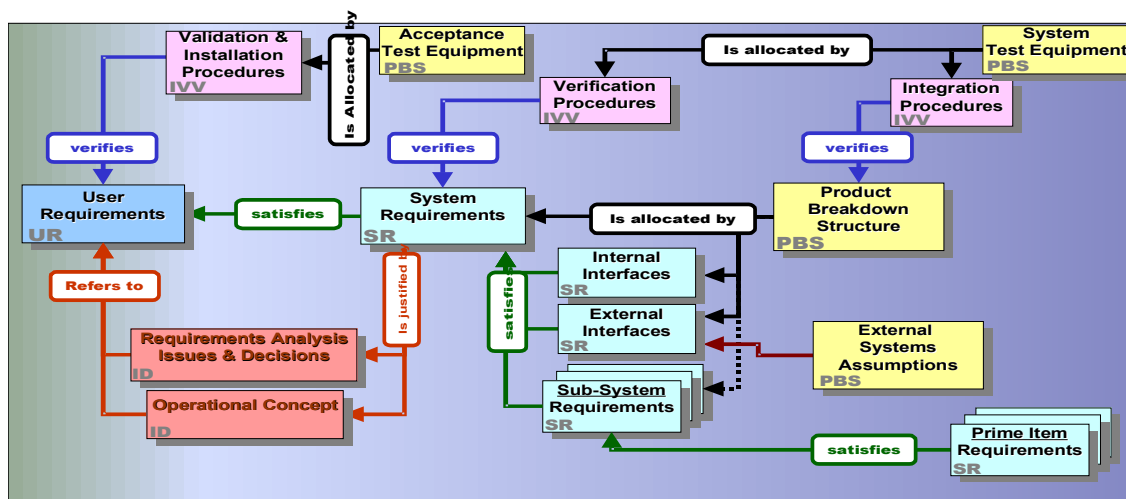 Validation &
Installation
Procedures
IVV
Is Allocated by
Acceptance
Test Equipment
PBS
Is allocated by
System
Test Equipment
PBS
Verification
Procedures
IVV
Integration
Procedures
IVV
verifies
verifies
verifies
User
Requirements
UR
satisfies
System
Requirements
SR
Is allocated by
Product
Breakdown
Structure
PBS
Refers to
Is justified by
satisfies
Internal
Interfaces
SR
External
Interfaces
SR
Requirements Analysis
Issues & Decisions
ID
External
Systems
Assumptions
PBS
Operational Concept
ID
Sub-System
Requirements
SR
satisfies
Prime Item
Requirements
SR